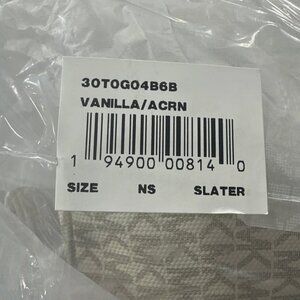 30T0G04B6B
VANILLA/ACRN
1 94900 00814 0
SIZE NS SLATER